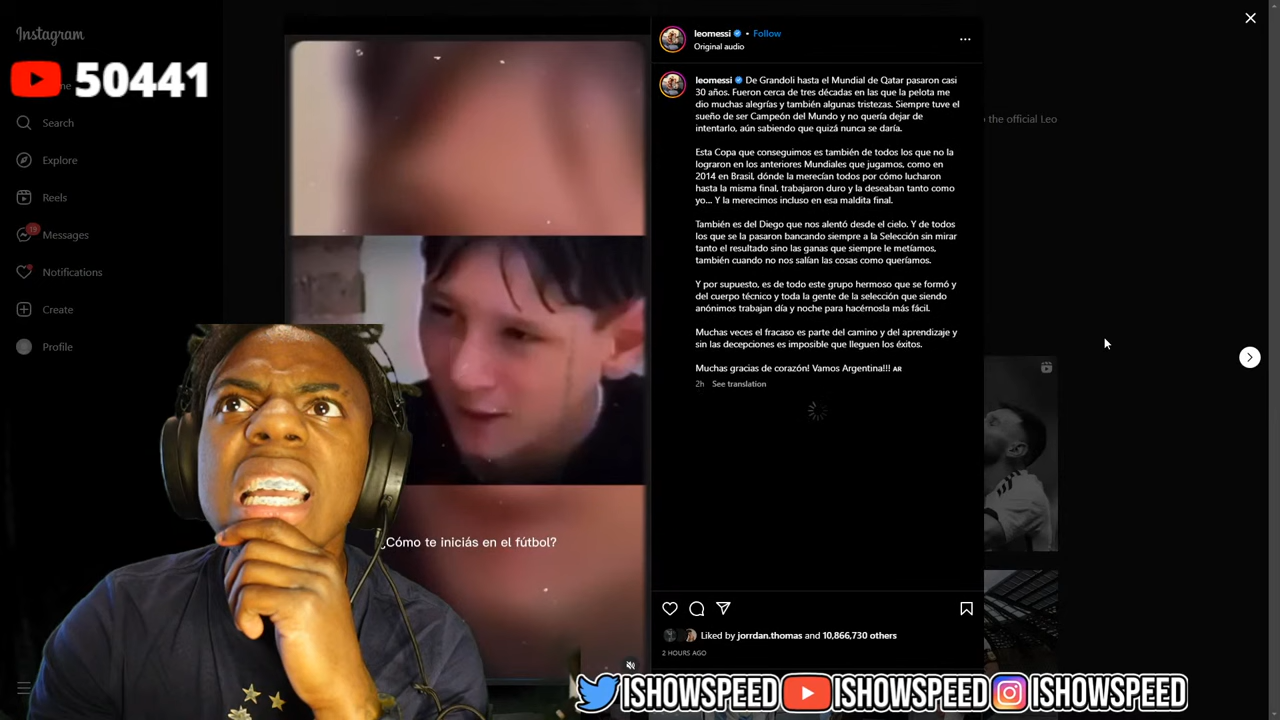 Instagram
50441
Search
Explore
Reels
19
Messages
Notifications
Create
Profile
¿Cómo te iniciás en el fútbol?
leomessi • Follow
Original audio
leomessi De Grandoli hasta el Mundial de Qatar pasaron casi
30 años. Fueron cerca de tres décadas en las que la pelota me
dio muchas alegrías y también algunas tristezas. Siempre tuve el
sueño de ser Campeón del Mundo y no quería dejar de
intentarlo, aún sabiendo que quizá nunca se daría.
Esta Copa que conseguimos es también de todos los que no la
lograron en los anteriores Mundiales que jugamos, como en
2014 en Brasil, dónde la merecían todos por cómo lucharon
hasta la misma final, trabajaron duro y la deseaban tanto como
yo... Y la merecimos incluso en esa maldita final.
También es del Diego que nos alentó desde el cielo. Y de todos
los que se la pasaron bancando siempre a la Selección sin mirar
tanto el resultado sino las ganas que siempre le metíamos,
también cuando no nos salían las cosas como queríamos.
Y por supuesto, es de todo este grupo hermoso que se formó y
del cuerpo técnico y toda la gente de la selección que siendo
anónimos trabajan día y noche para hacérnosla más fácil.
Muchas veces el fracaso es parte del camino y del aprendizaje y
sin las decepciones es imposible que lleguen los éxitos.
Muchas gracias de corazón! Vamos Argentina!!! AR
2h See translation
Liked by jorrdan.thomas and 10,866,730 others
2 HOURS AGO
the official Leo
ISHOWSPEED ISHOWSPEED ISHOWSPEED